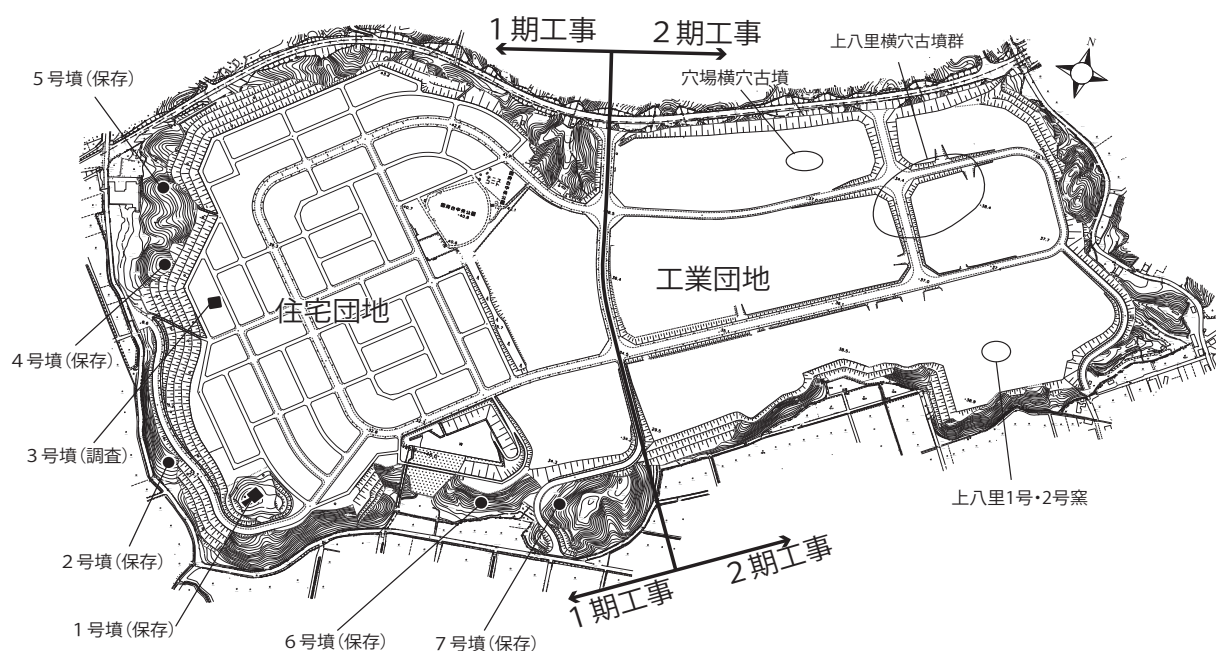 1期工事
2期工事
上八里横穴古墳群
N
穴場横穴古墳
5号墳(保存)
工業団地
住宅団地
4号墳(保存)
3号墳(調査)
上八里1号・2号窯
2号墳(保存)
1期工事
2期工事
1号墳(保存)
6号墳(保存)
7号墳(保存)